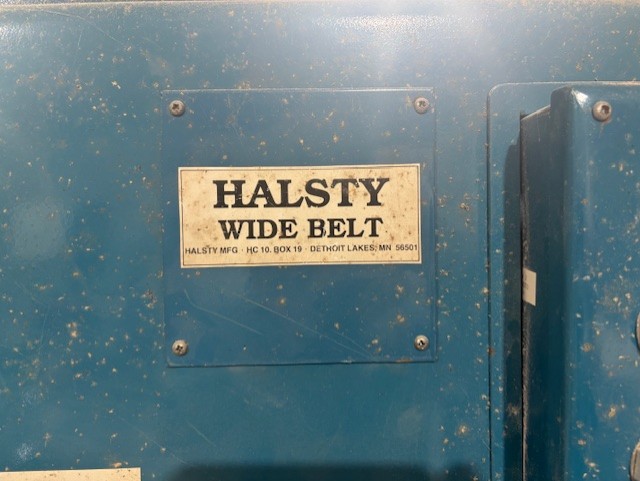 HALSTY
WIDE BELT
HALSTY MFG · HC 10, BOX 19 · DETROIT LAKES, MN 56501